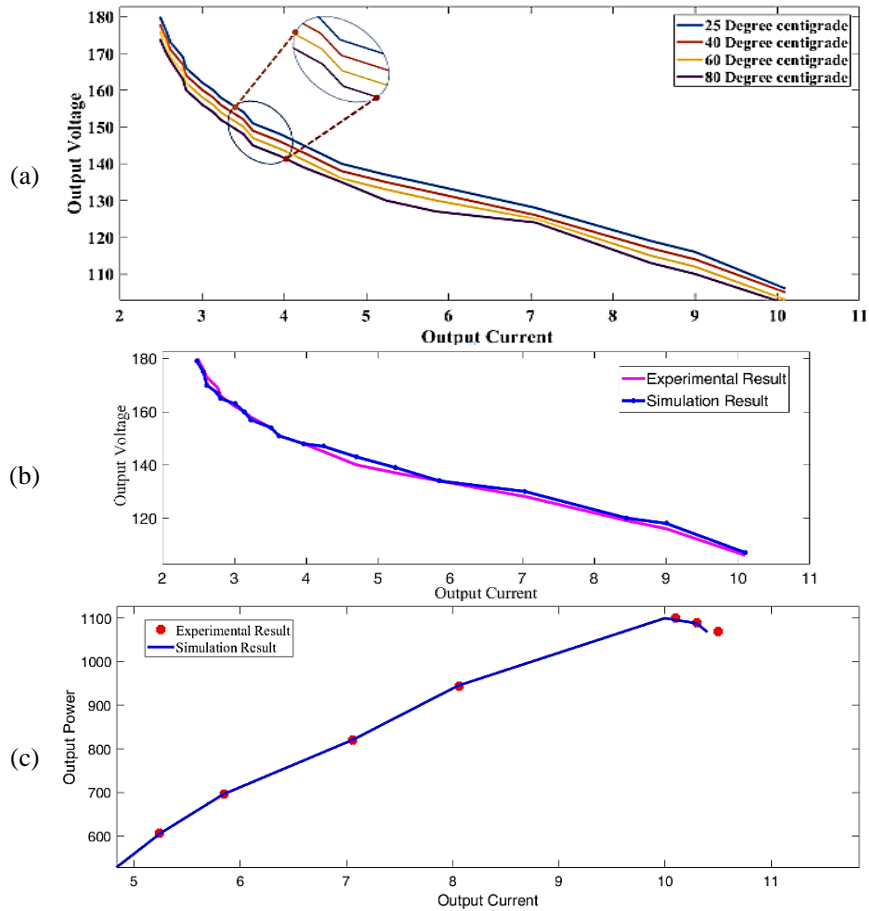 (a)
Output Voltage
180
170
160
150
140
130
120
110
2 3 4 5 6 7 8 9 10 11
Output Current
25 Degree centigrade
40 Degree centigrade
60 Degree centigrade
80 Degree centigrade
(b)
Output Voltage
180
160
140
120
2 3 4 5 6 7 8 9 10 11
Output Current
Experimental Result
Simulation Result
(c)
Output Power
1100
1000
900
800
700
600
5 6 7 8 9 10 11
Output Current
Experimental Result
Simulation Result